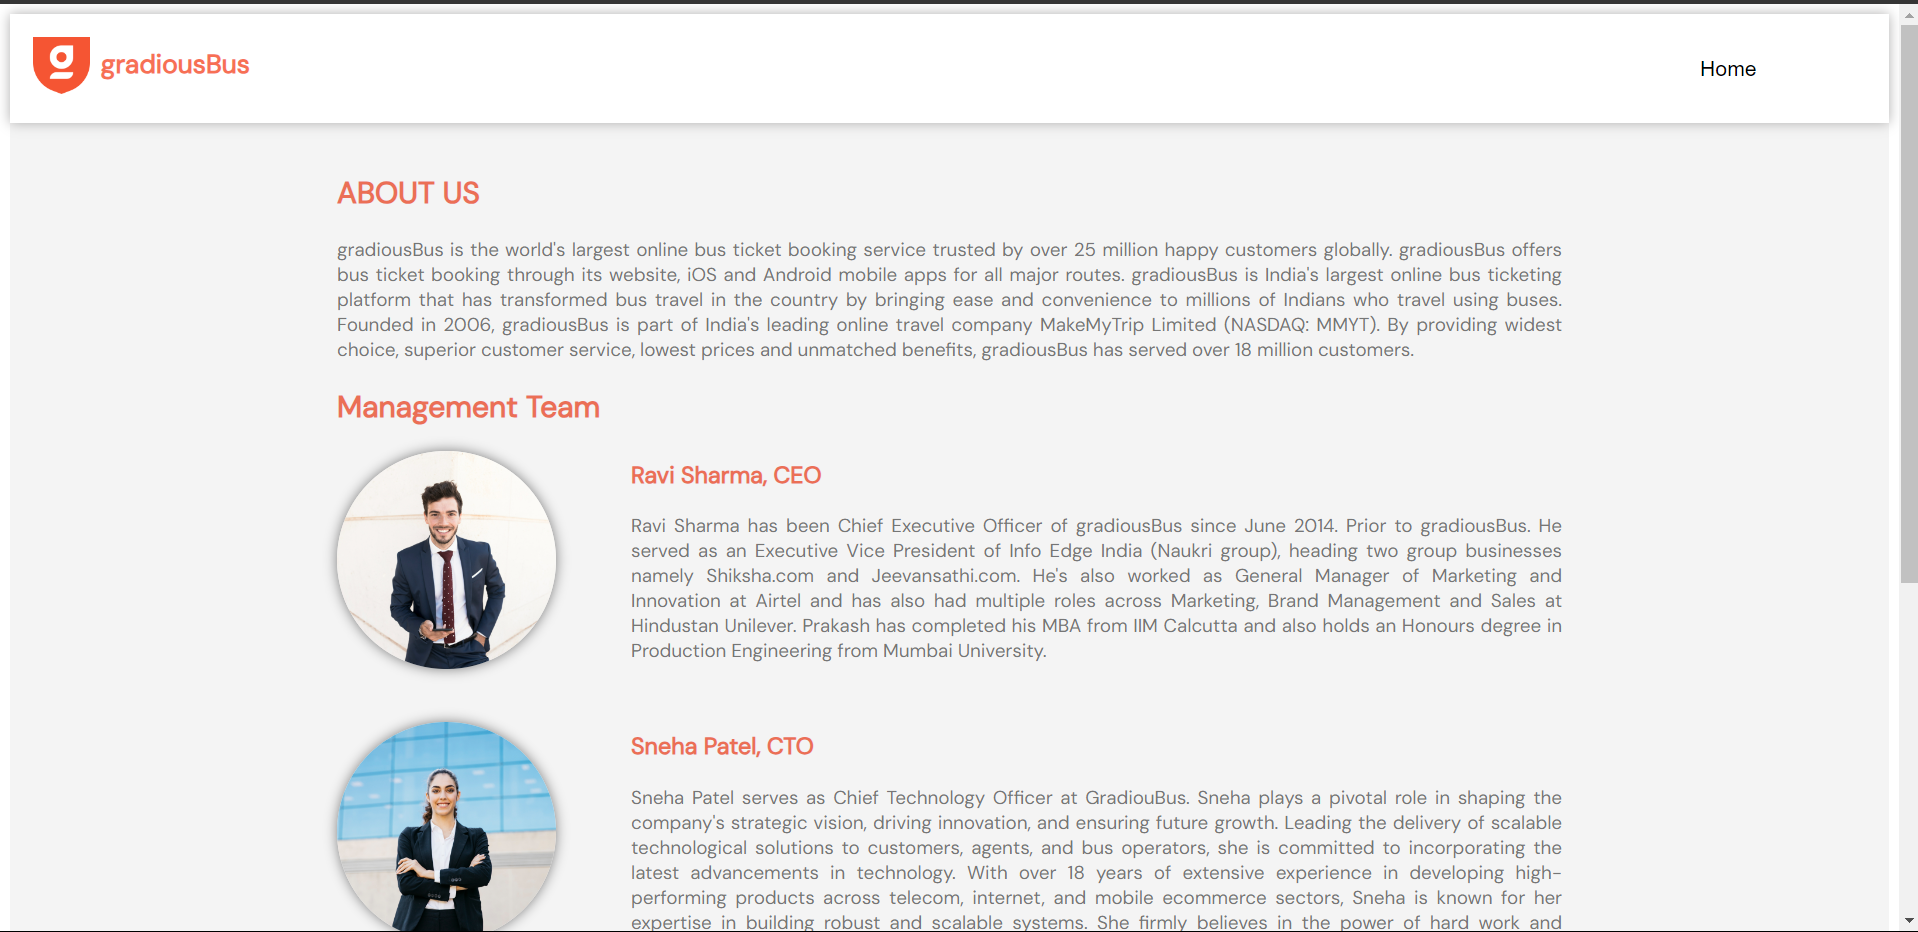 gradiousBus
Home
ABOUT US
gradiousBus is the world's largest online bus ticket booking service trusted by over 25 million happy customers globally. gradiousBus offers
bus ticket booking through its website, iOS and Android mobile apps for all major routes. gradiousBus is India's largest online bus ticketing
platform that has transformed bus travel in the country by bringing ease and convenience to millions of Indians who travel using buses.
Founded in 2006, gradiousBus is part of India's leading online travel company MakeMyTrip Limited (NASDAQ: MMYT). By providing widest
choice, superior customer service, lowest prices and unmatched benefits, gradiousBus has served over 18 million customers.
Management Team
Ravi Sharma, CEO
Ravi Sharma has been Chief Executive Officer of gradiousBus since June 2014. Prior to gradiousBus. He
served as an Executive Vice President of Info Edge India (Naukri group), heading two group businesses
namely Shiksha.com and Jeevansathi.com. He's also worked as General Manager of Marketing and
Innovation at Airtel and has also had multiple roles across Marketing, Brand Management and Sales at
Hindustan Unilever. Prakash has completed his MBA from IIM Calcutta and also holds an Honours degree in
Production Engineering from Mumbai University.
Sneha Patel, CTO
Sneha Patel serves as Chief Technology Officer at GradiouBus. Sneha plays a pivotal role in shaping the
company's strategic vision, driving innovation, and ensuring future growth. Leading the delivery of scalable
technological solutions to customers, agents, and bus operators, she is committed to incorporating the
latest advancements in technology. With over 18 years of extensive experience in developing high-
performing products across telecom, internet, and mobile ecommerce sectors, Sneha is known for her
expertise in building robust and scalable systems. She firmly believes in the power of hard work and